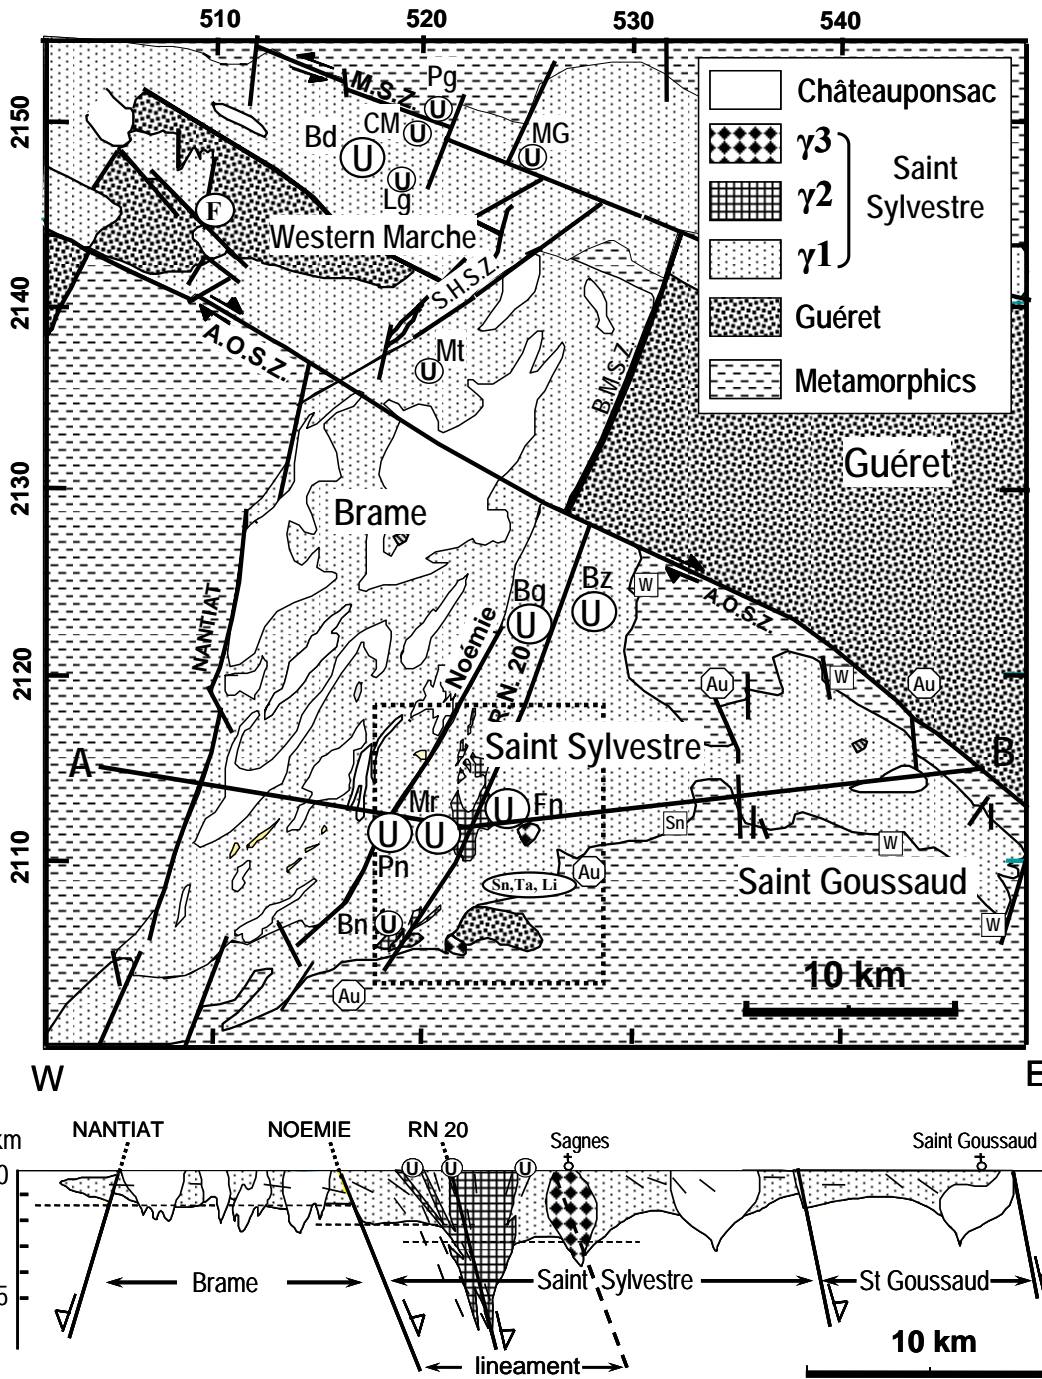 510 520 530 540
2150
2140
2130
2120
2110
Châteauponsac
γ3
γ2
γ1
Saint
Sylvestre
Guéret
Metamorphics
M.S.Z.
Pg
CM
Bd
MG
U
U
U
U
U
Lg
F
Western Marche
S.H.S.Z.
A.O.S.Z.
Mt
U
B.M.S.Z.
Guéret
Brame
NANTIAT
Noémie
R.N. 20
Bq
U
Bz
U
W
A.O.S.Z.
Au
W
Au
Saint Sylvestre
A
B
Mr
Fn
U
U
U
Pn
Sn
W
Au
Sn,Ta, Li
Saint Goussaud
W
Bn
U
Au
10 km
W
E
km
NANTIAT
NOEMIE
RN 20
Sagnes
Saint Goussaud
0
U
U
U
5
Brame
Saint Sylvestre
St Goussaud
lineament
10 km